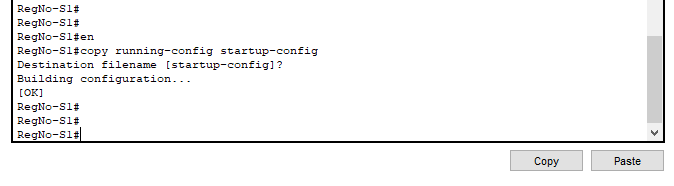 RegNo-S1#
RegNo-S1#
RegNo-S1#en
RegNo-S1#copy running-config startup-config
Destination filename [startup-config]?
Building configuration...
[OK]
RegNo-S1#
RegNo-S1#
RegNo-S1#
Copy Paste